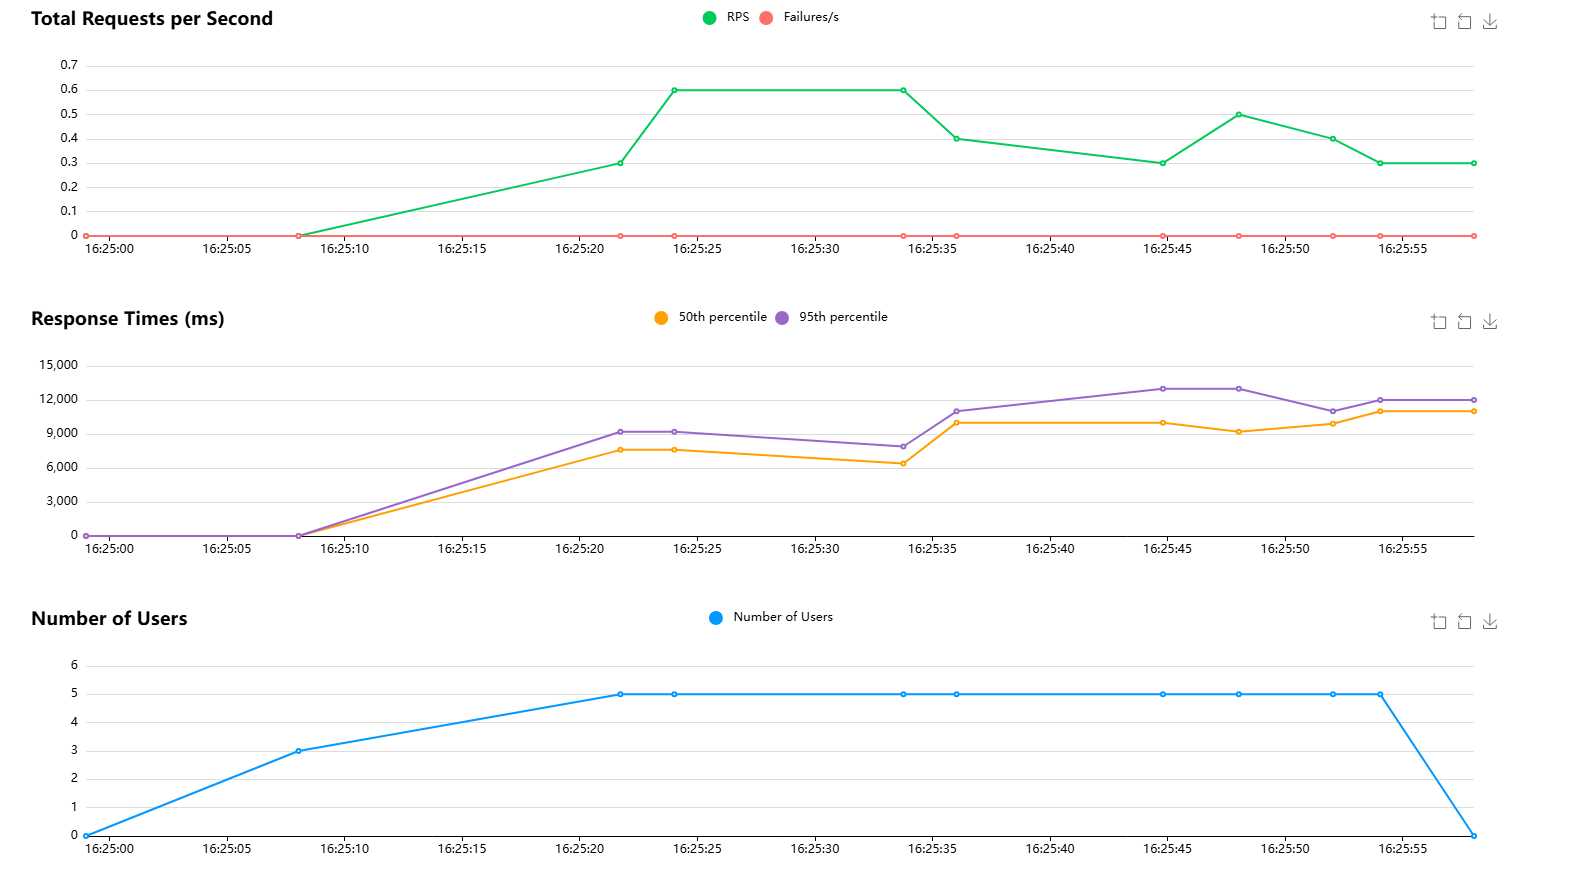 Total Requests per Second
RPS Failures/s
0.7
0.6
0.5
0.4
0.3
0.2
0.1
0
16:25:00 16:25:05 16:25:10 16:25:15 16:25:20 16:25:25 16:25:30 16:25:35 16:25:40 16:25:45 16:25:50 16:25:55
Response Times (ms)
50th percentile 95th percentile
15,000
12,000
9,000
6,000
3,000
0
16:25:00 16:25:05 16:25:10 16:25:15 16:25:20 16:25:25 16:25:30 16:25:35 16:25:40 16:25:45 16:25:50 16:25:55
Number of Users
Number of Users
6
5
4
3
2
1
0
16:25:00 16:25:05 16:25:10 16:25:15 16:25:20 16:25:25 16:25:30 16:25:35 16:25:40 16:25:45 16:25:50 16:25:55